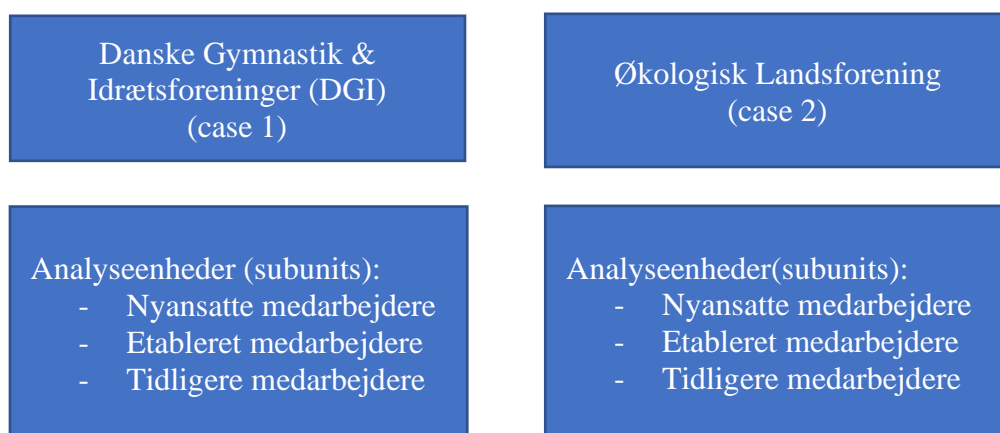 Danske Gymnastik &
Idrætsforeninger (DGI)
(case 1)
Økologisk Landsforening
(case 2)
Analyseenheder (subunits):
- Nyansatte medarbejdere
- Etableret medarbejdere
- Tidligere medarbejdere
Analyseenheder(subunits):
- Nyansatte medarbejdere
- Etableret medarbejdere
- Tidligere medarbejdere